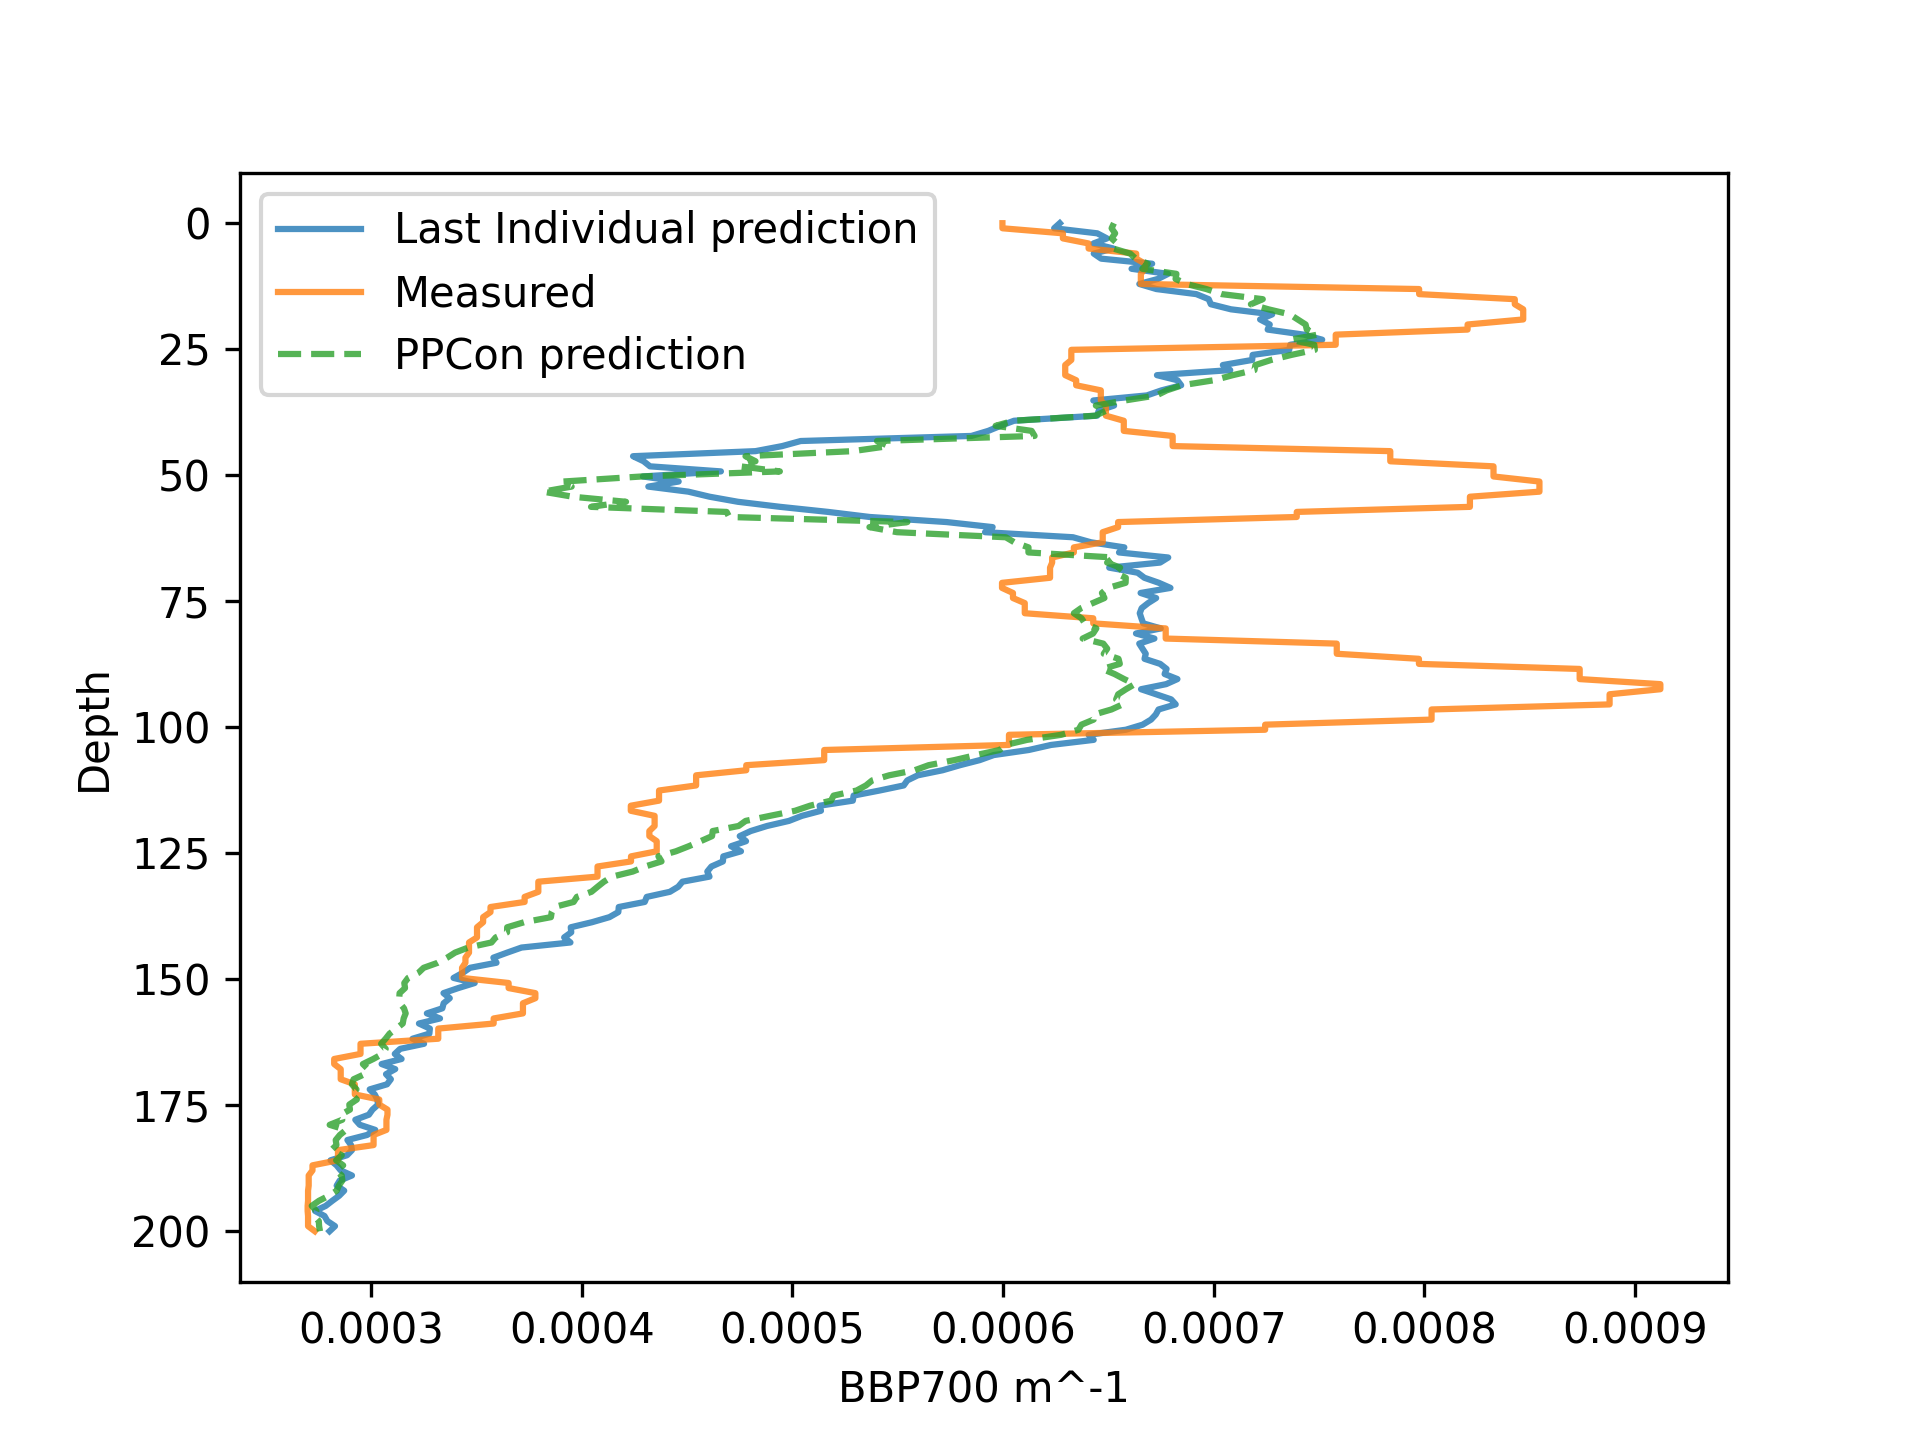 Last Individual prediction
Measured
PPCon prediction
0
25
50
75
100
125
150
175
200
Depth
0.0003 0.0004 0.0005 0.0006 0.0007 0.0008 0.0009
BBP700 m^-1